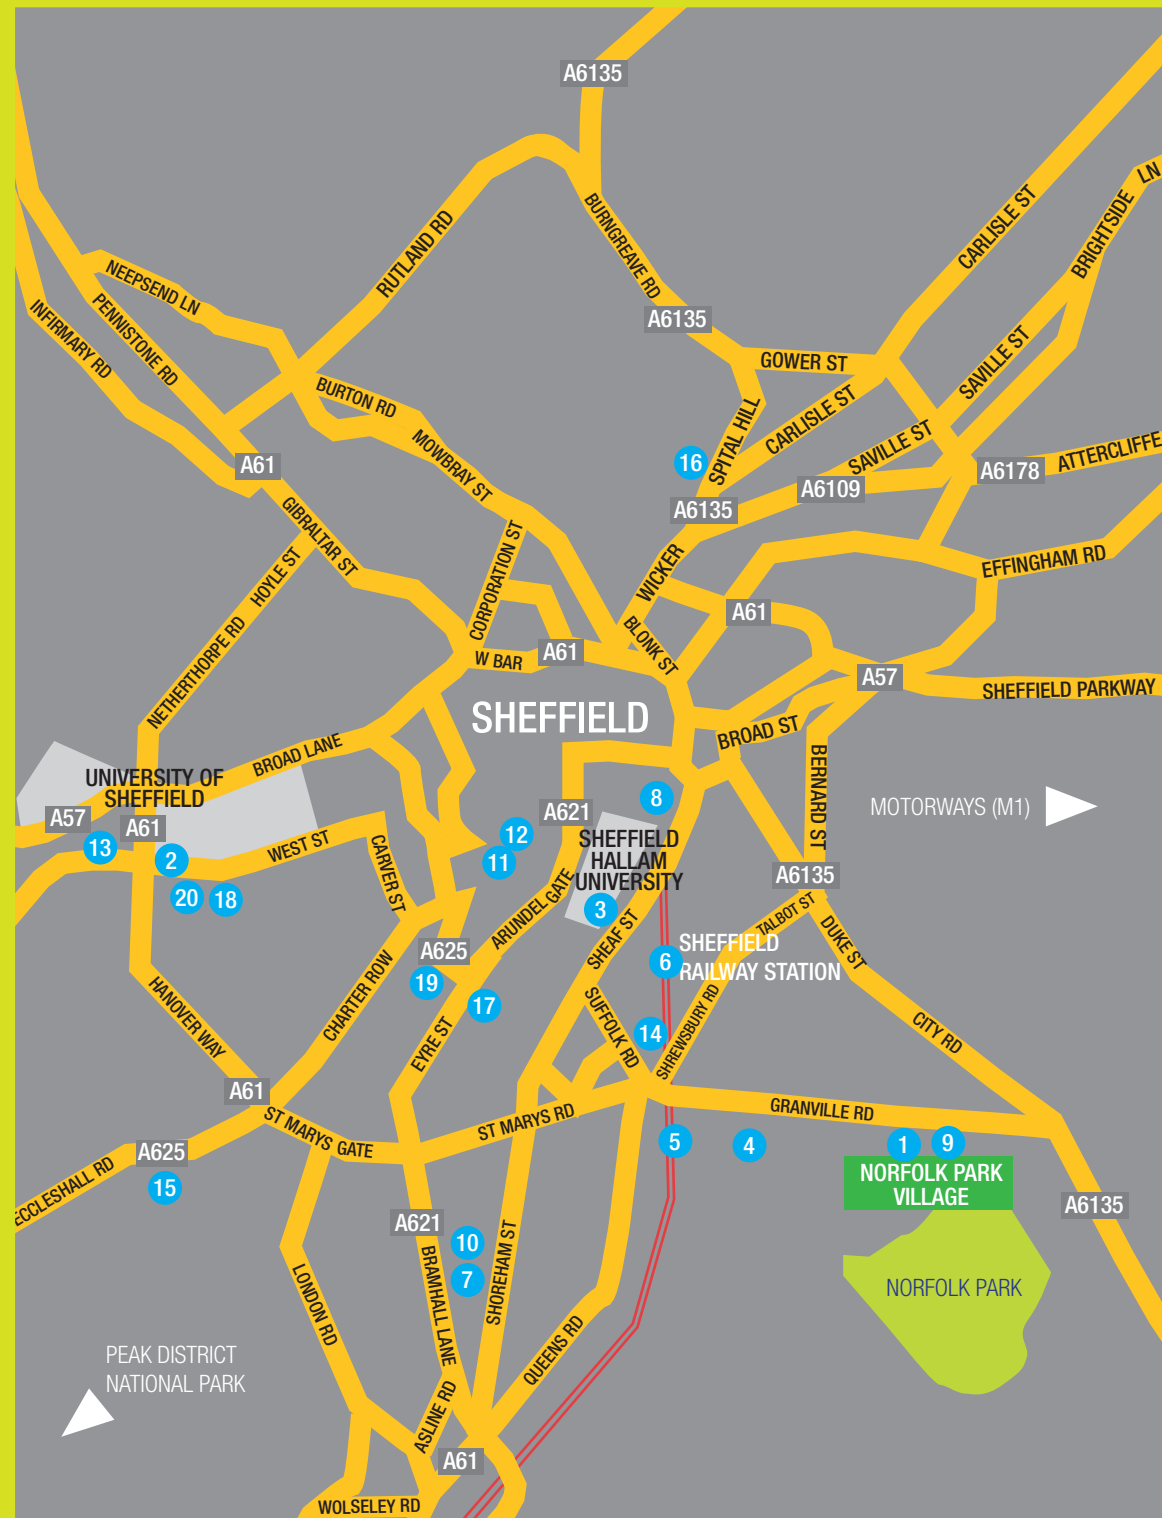 A6135
BURNGREAVE RD
RUTLAND RD
CARLISLE ST
BRIGHTSIDE LN
NEEPSEND LN
PENNISTONE RD
INFIRMARY RD
A6135
GOWER ST
SAVILLE ST
BURTON RD
CARLISLE ST
SPITAL HILL
MOWBRAY ST
SAVILLE ST
A61
16
A6178
ATTERCLIFFE
A6109
A6135
GIBRALTAR ST
CORPORATION ST
HOYLE ST
WICKER
EFFINGHAM RD
A61
NETHERTHORPE RD
BLONK ST
W BAR
A61
A57
SHEFFIELD PARKWAY
SHEFFIELD
BROAD ST
BROAD LANE
BERNARD ST
UNIVERSITY OF
SHEFFIELD
8
MOTORWAYS (M1)
A57
A61
A621
12
13
2
WEST ST
11
SHEFFIELD
HALLAM
UNIVERSITY
CARVER ST
A6135
20
18
3
ARUNDEL GATE
TALBOT ST
SHEAF ST
DUKE ST
A625
SHEFFIELD
RAILWAY STATION
6
19
17
CHARTER ROW
HANOVER WAY
SUFFOLK RD
14
SHREWSBURY RD
CITY RD
EYRE ST
A61
ST MARYS GATE
ST MARYS RD
GRANVILLE RD
A625
5
4
1
9
15
ECCLESHALL RD
NORFOLK PARK
VILLAGE
A6135
A621
10
7
BRAMHALL LANE
SHOREHAM ST
LONDON RD
NORFOLK PARK
QUEENS RD
PEAK DISTRICT
NATIONAL PARK
ASLINE RD
A61
WOLSELEY RD